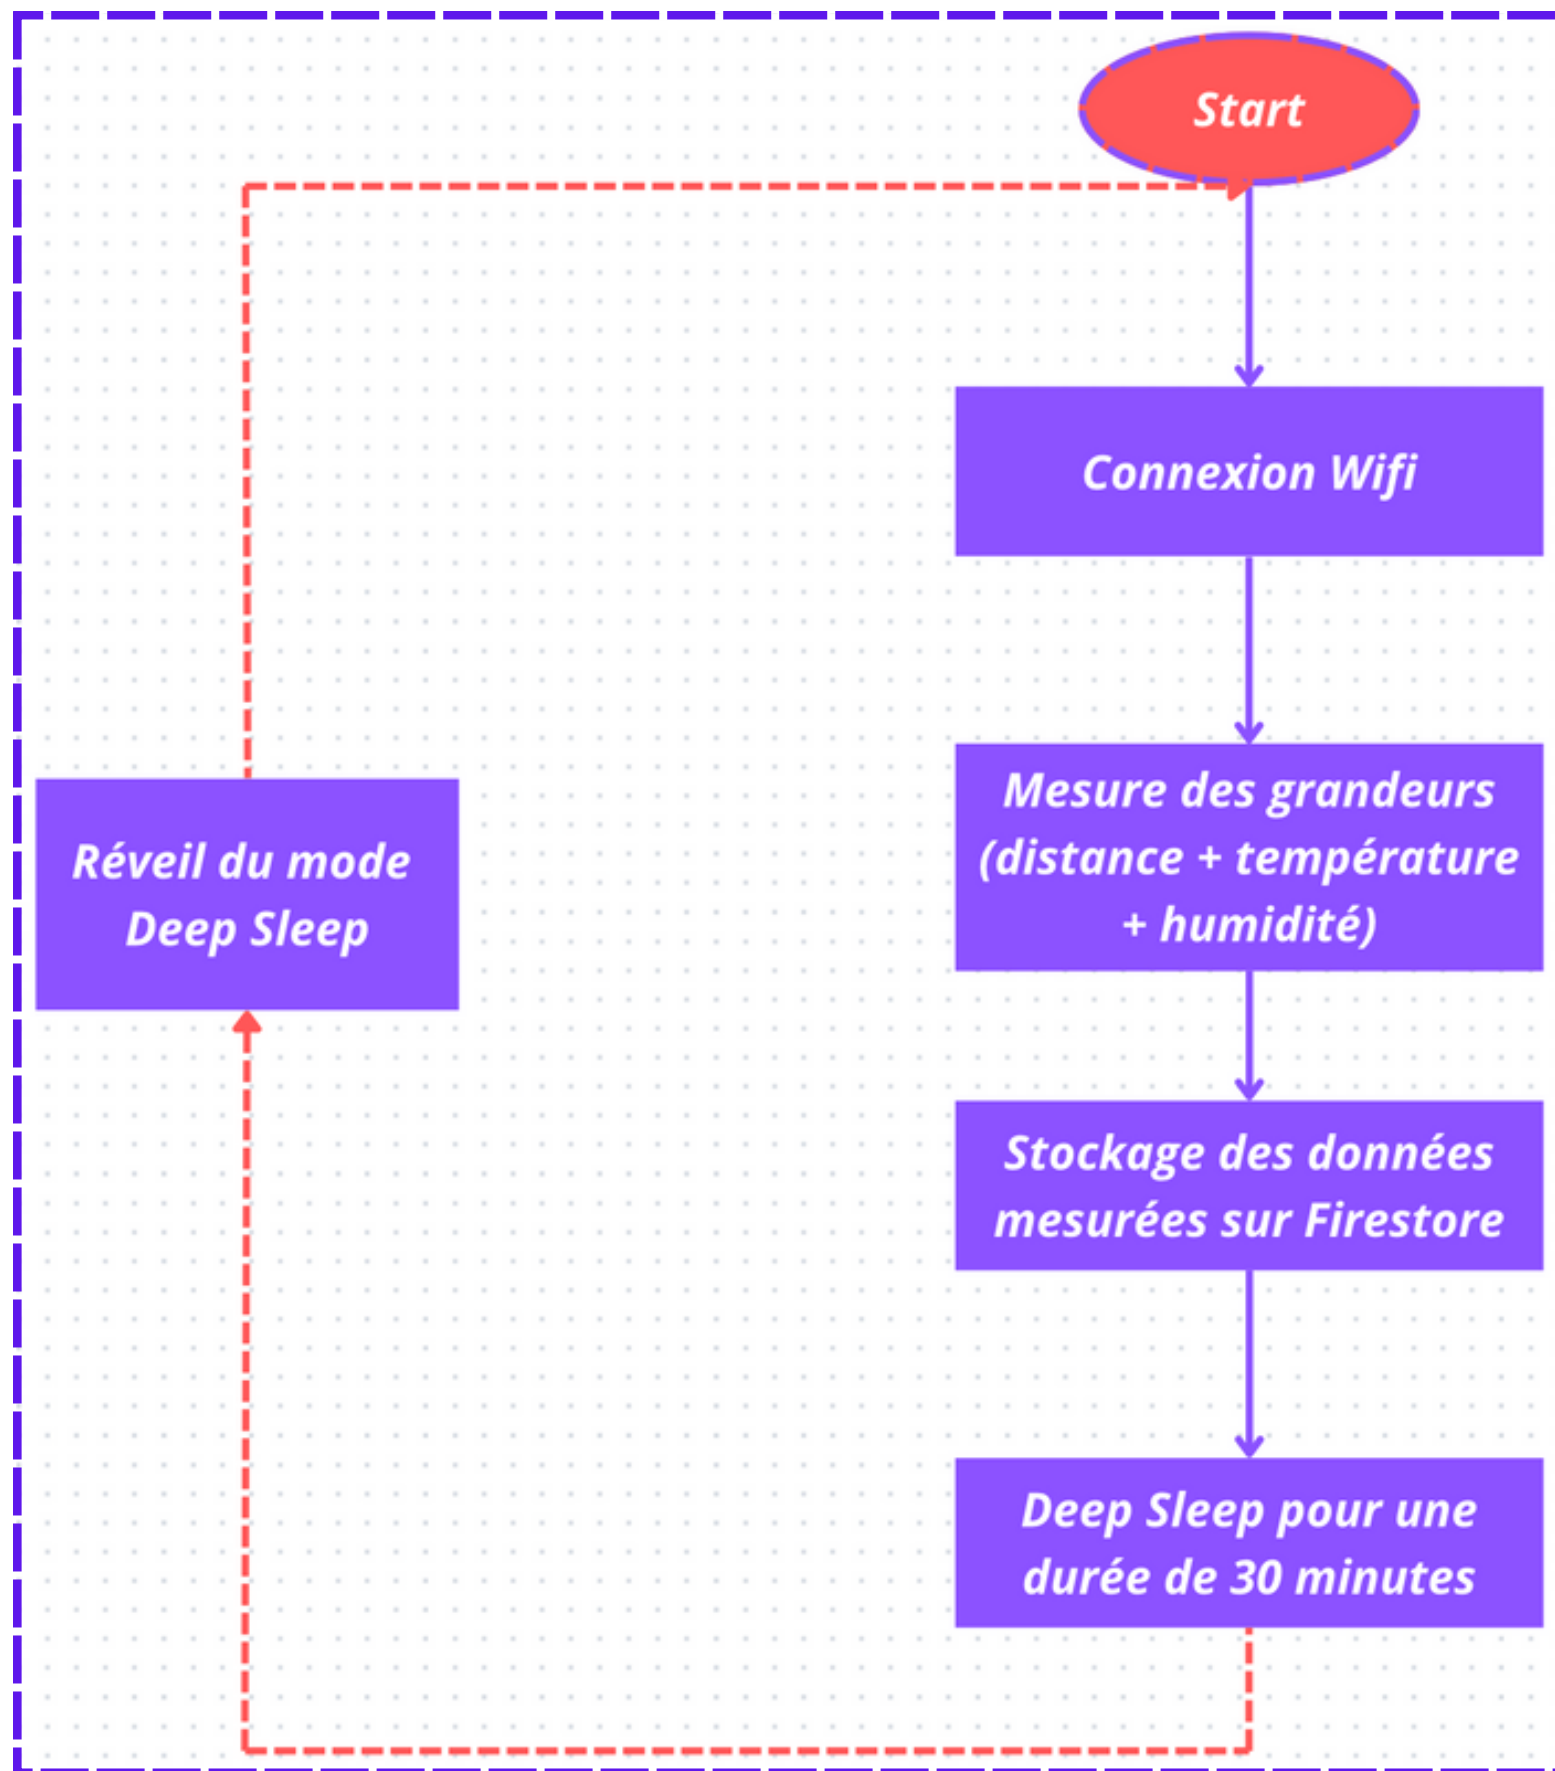 Start
Connexion Wifi
Mesure des grandeurs
(distance + température
+ humidité)
Stockage des données
mesurées sur Firestore
Deep Sleep pour une
durée de 30 minutes
Réveil du mode
Deep Sleep